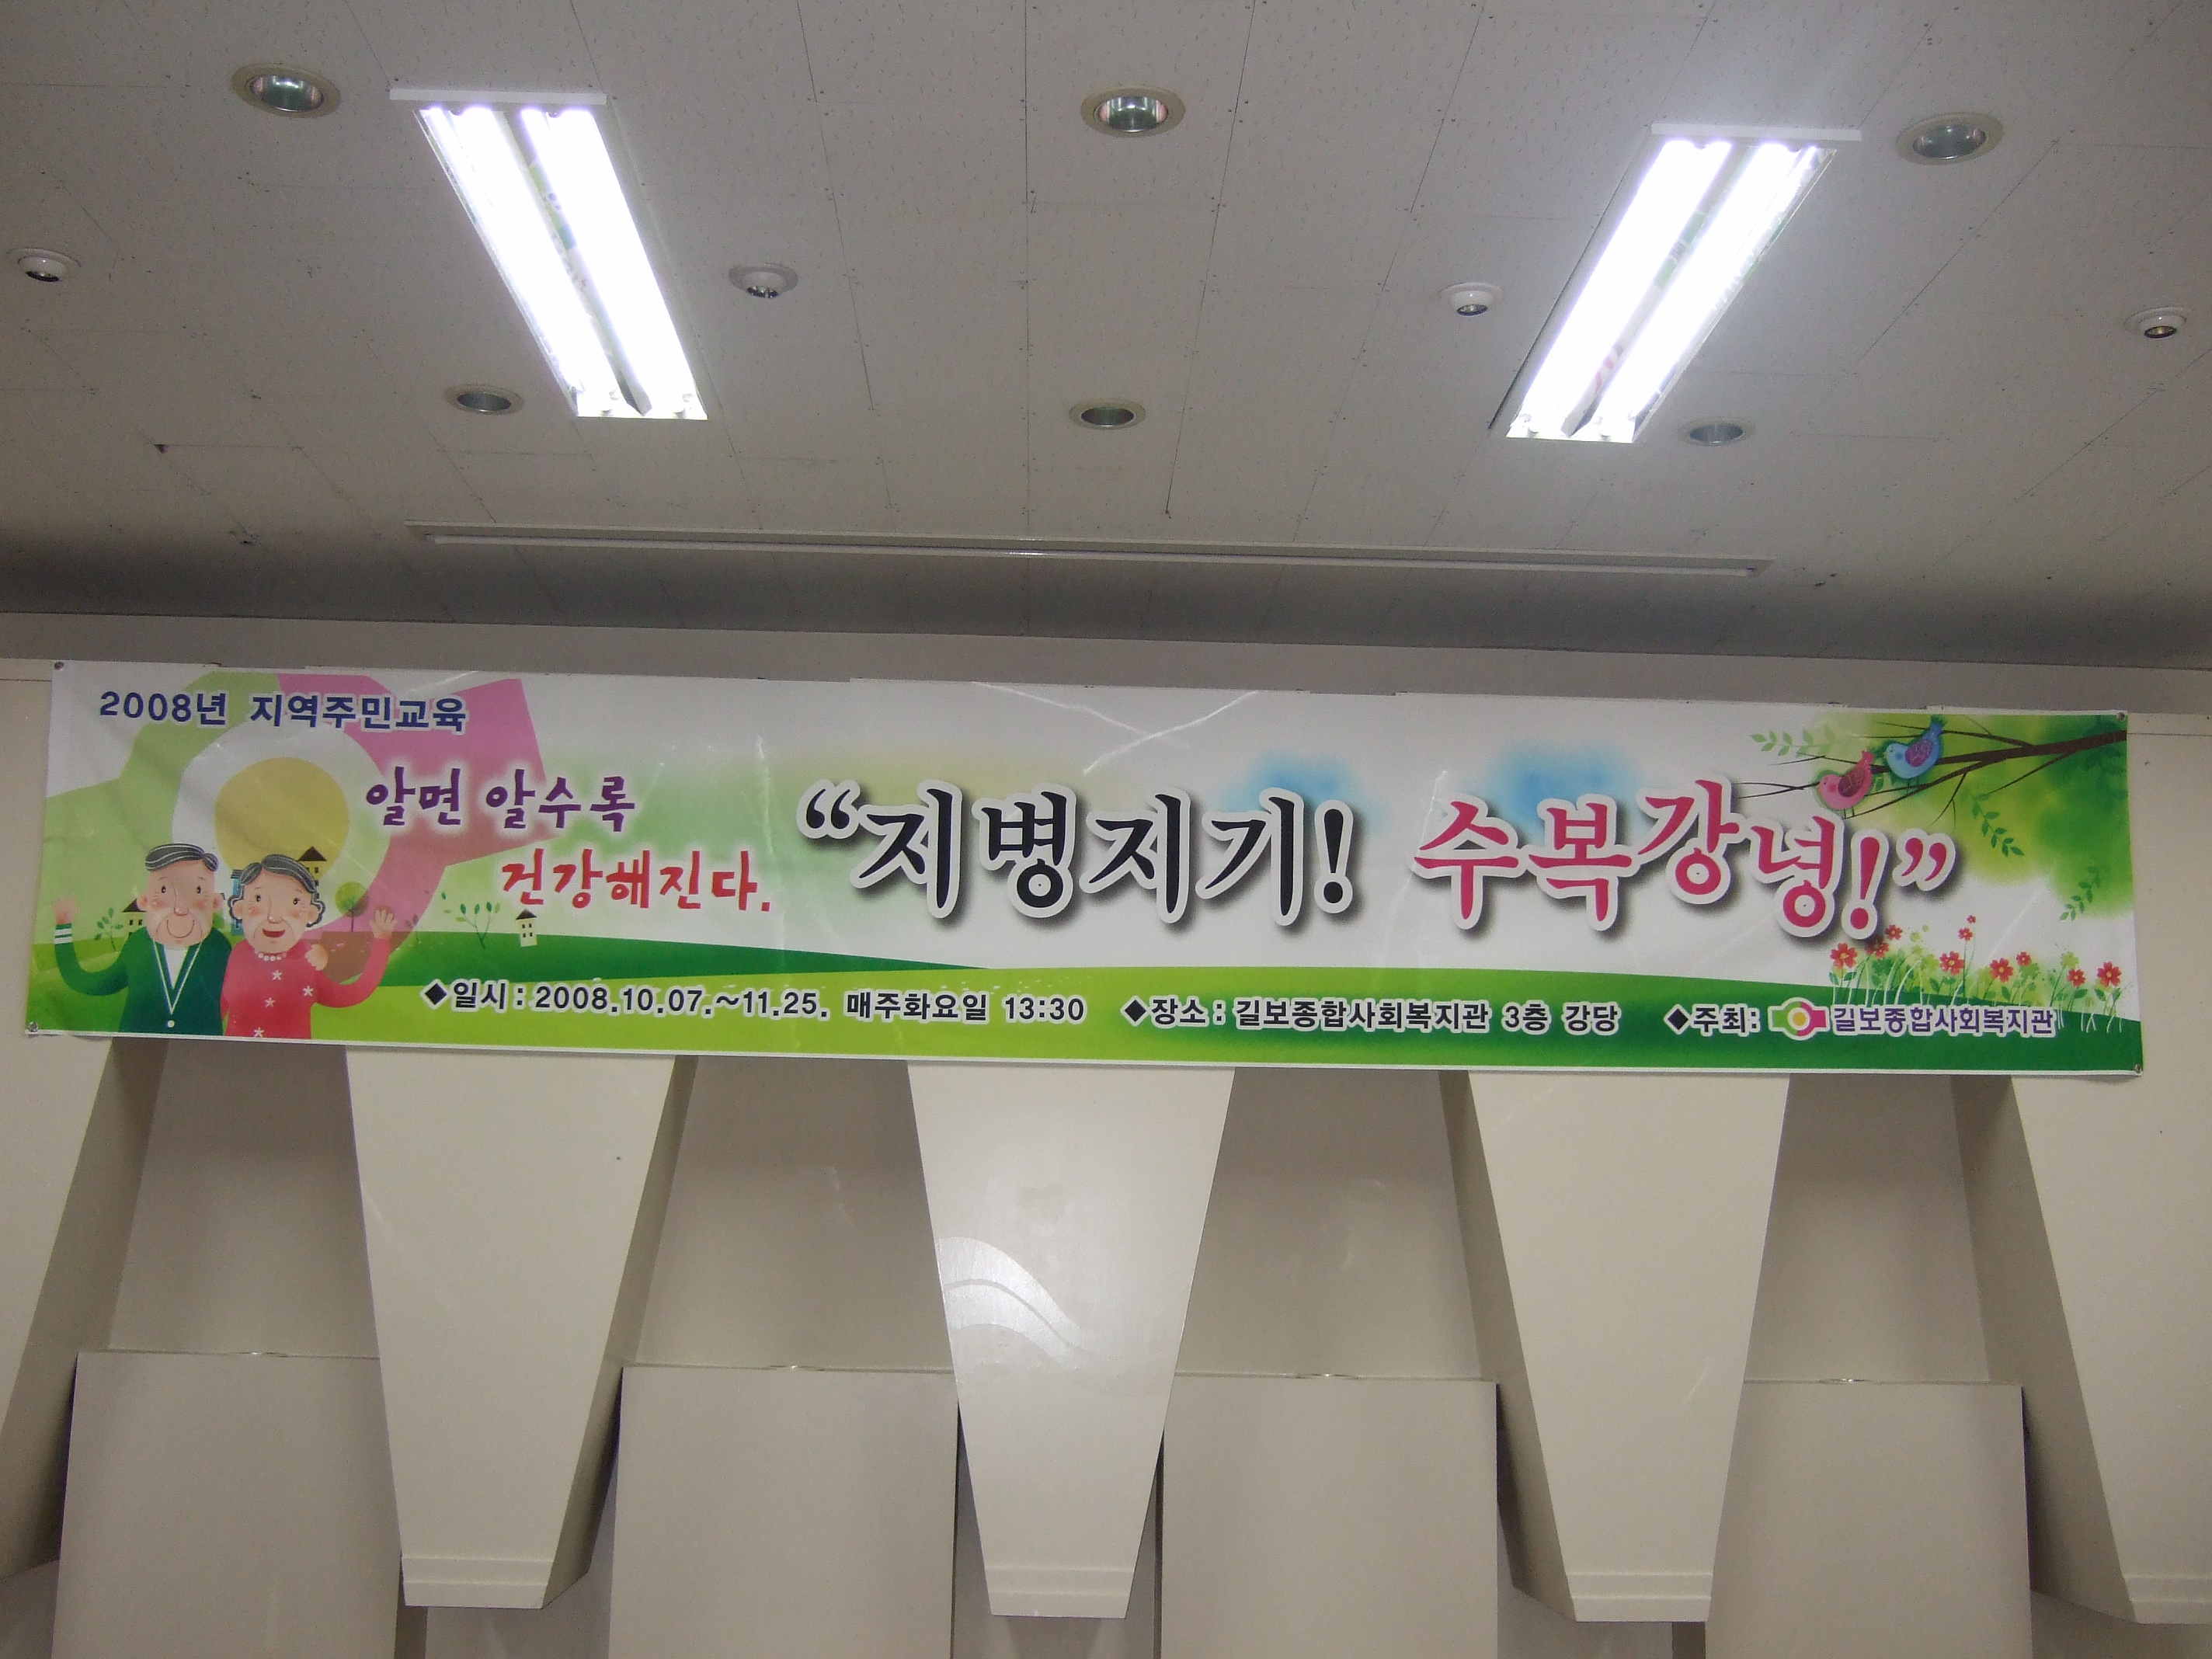 2008년 지역주민교육
알면 알수록
건강해진다.
“지병지기! 수복강녕!”
◆일시 : 2008.10.07.~11.25. 매주화요일 13:30 ◆장소 : 길보종합사회복지관 3층 강당 ◆주최: 길보종합사회복지관